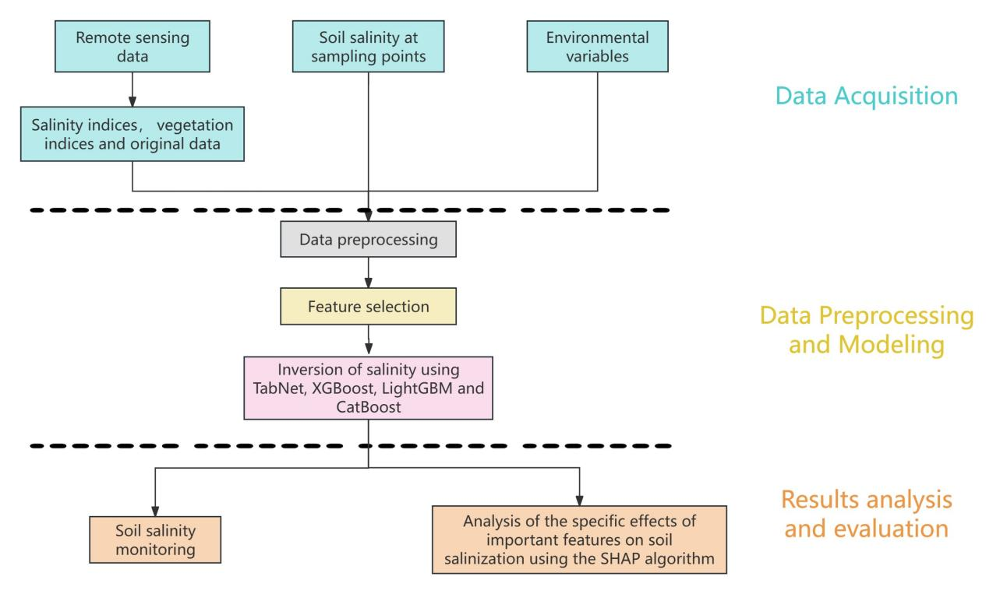 Remote sensing
data
Soil salinity at
sampling points
Environmental
variables
Data Acquisition
Salinity indices， vegetation
indices and original data
Data preprocessing
Feature selection
Data Preprocessing
and Modeling
Inversion of salinity using
TabNet, XGBoost, LightGBM and
CatBoost
Results analysis
and evaluation
Soil salinity
monitoring
Analysis of the specific effects of
important features on soil
salinization using the SHAP algorithm